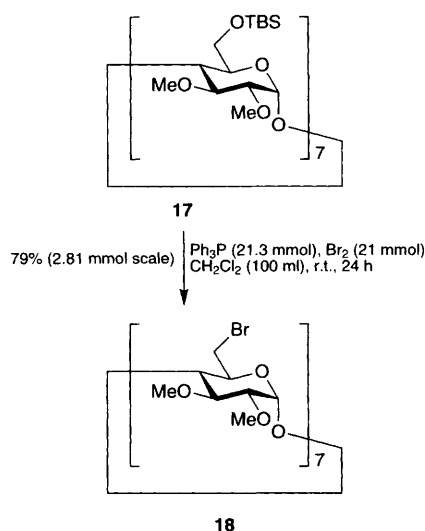 OTBS
O
MeO
MeO
O
7
17
79% (2.81 mmol scale)
Ph₃P (21.3 mmol), Br₂ (21 mmol)
CH₂Cl₂ (100 ml), r.t., 24 h
Br
O
MeO
MeO
O
7
18